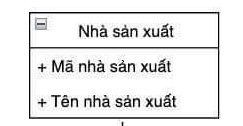 Nhà sản xuất
+ Mã nhà sản xuất
+ Tên nhà sản xuất